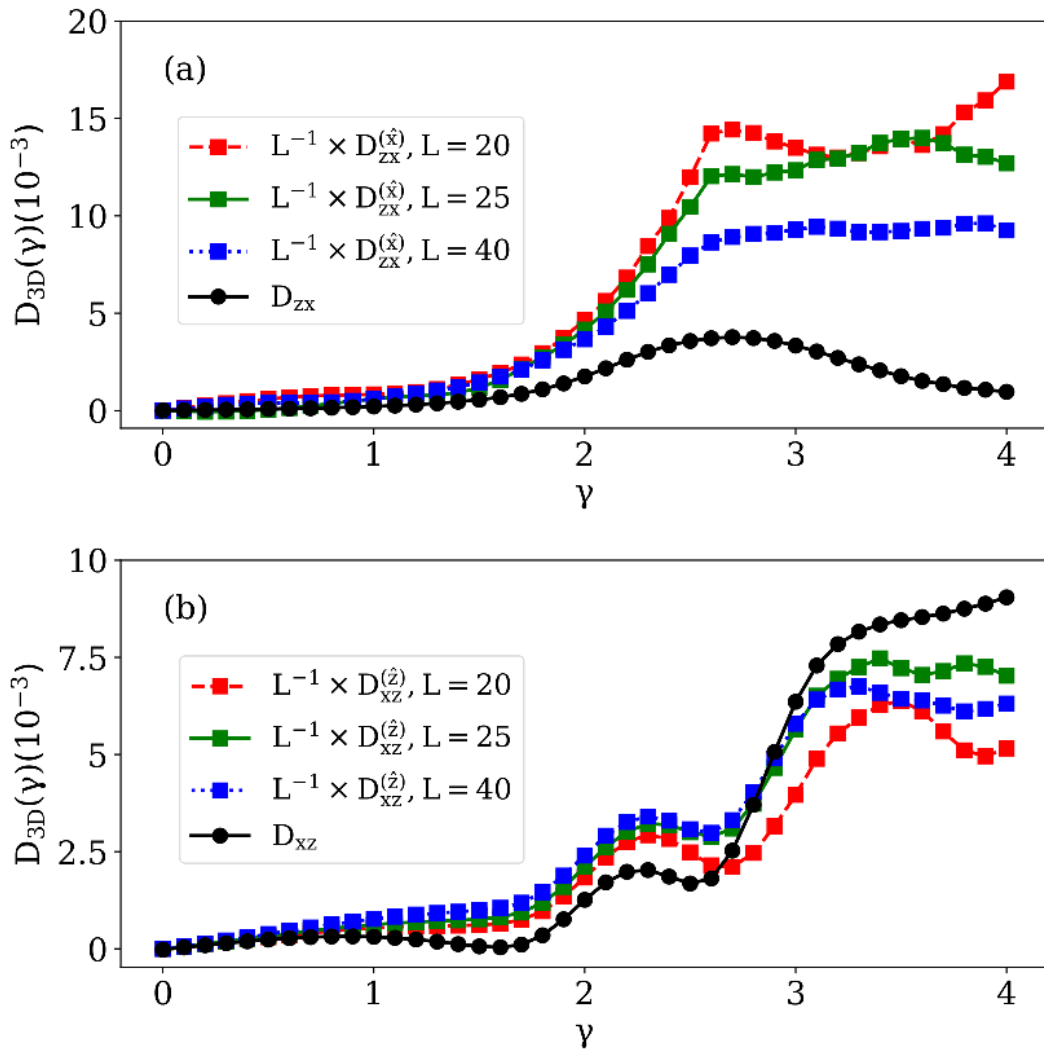 20
(a)
15
10
5
0
D₃D(γ)(10⁻³)
L⁻¹ × D_zx^(x̂), L = 20
L⁻¹ × D_zx^(x̂), L = 25
L⁻¹ × D_zx^(x̂), L = 40
D_zx
0 1 2 3 4
γ
10
(b)
7.5
5
2.5
0
D₃D(γ)(10⁻³)
L⁻¹ × D_xz^(ẑ), L = 20
L⁻¹ × D_xz^(ẑ), L = 25
L⁻¹ × D_xz^(ẑ), L = 40
D_xz
0 1 2 3 4
γ